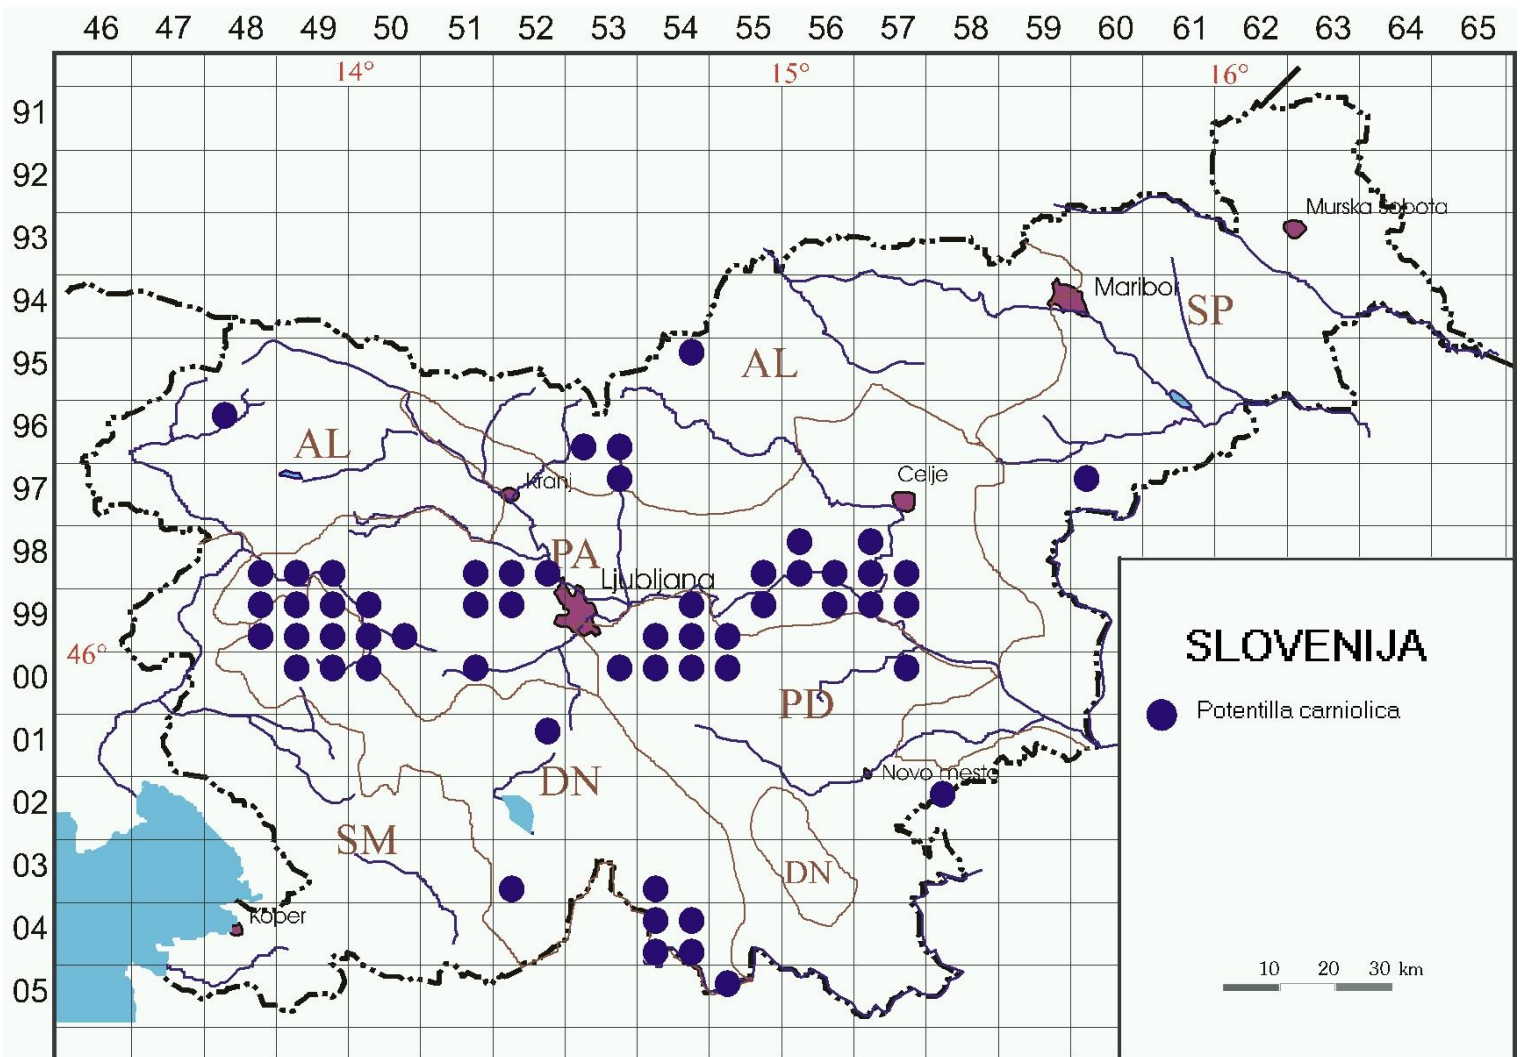 46 47 48 49 50 51 52 53 54 55 56 57 58 59 60 61 62 63 64 65
14° 15° 16°
91
92
Murska sobota
93
94
Maribor
SP
95
AL
96
AL
97
Kranj
Celje
98
PA
Ljubljana
99
46°
SLOVENIJA
00
PD
Potentilla carniolica
01
DN
Novo mesto
02
SM
03
DN
Koper
04
10 20 30 km
05